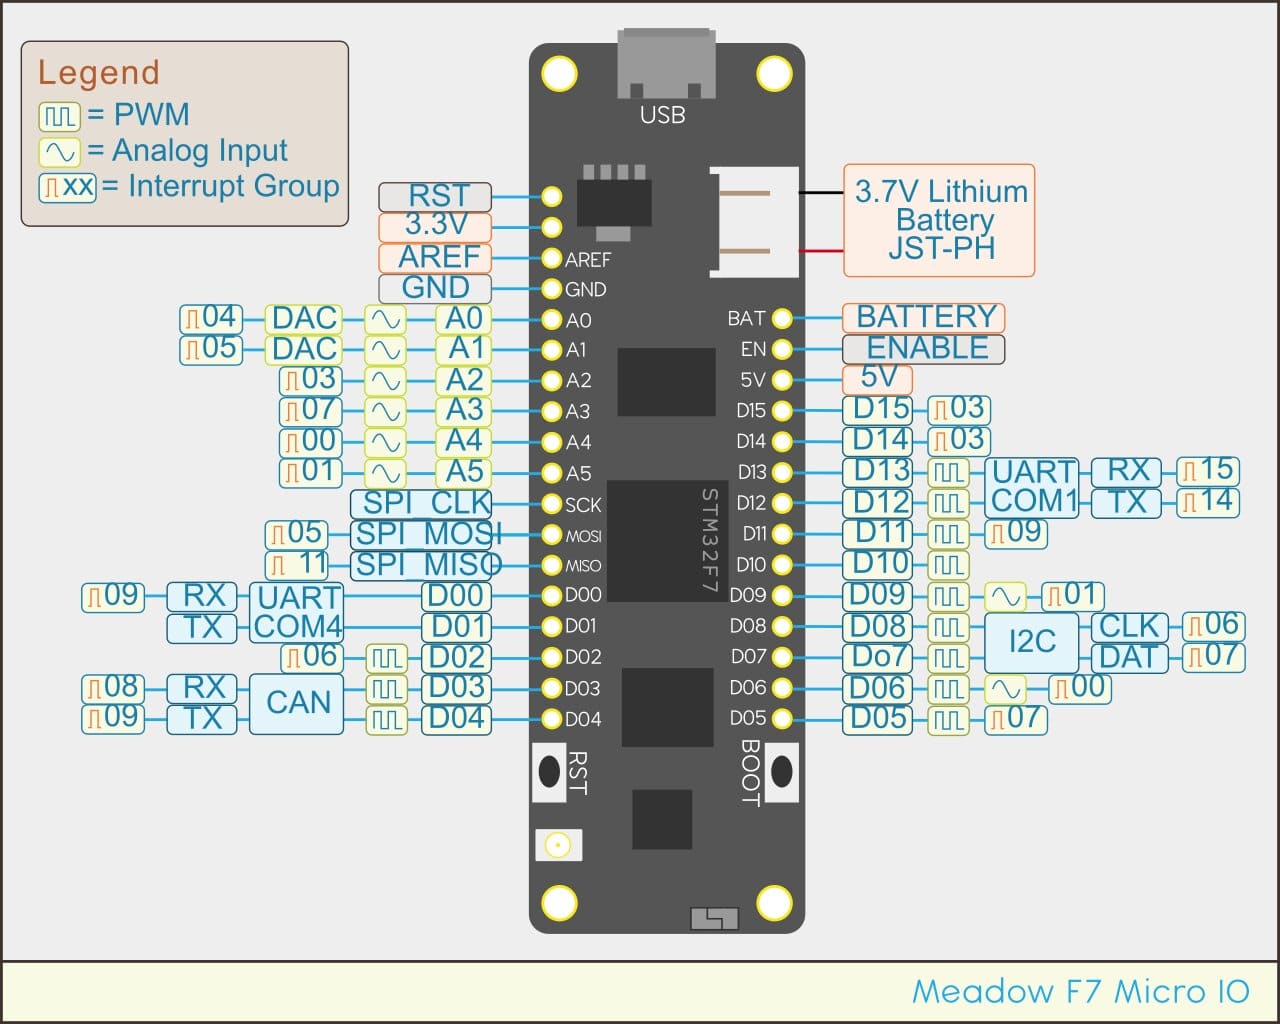 Legend
= PWM
= Analog Input
XX = Interrupt Group
USB
3.7V Lithium
Battery
JST-PH
RST
3.3V
AREF AREF
GND GND
04 DAC A0 A0
05 DAC A1 A1
03 A2 A2
07 A3 A3
00 A4 A4
01 A5 A5
SPI_CLK SCK
05 SPI_MOSI MOSI
11 SPI_MISO MISO
09 RX UART D00 D00
TX COM4 D01 D01
06 D02 D02
08 RX CAN D03 D03
09 TX D04 D04
BAT BATTERY
EN ENABLE
5V 5V
D15 D15 03
D14 D14 03
D13 D13 UART RX 15
D12 D12 COM1 TX 14
D11 D11 09
D10 D10
D09 D09 01
D08 D08 I2C CLK 06
D07 Do7 DAT 07
D06 D06 00
D05 D05 07
STM32F7
RST
BOOT
Meadow F7 Micro IO